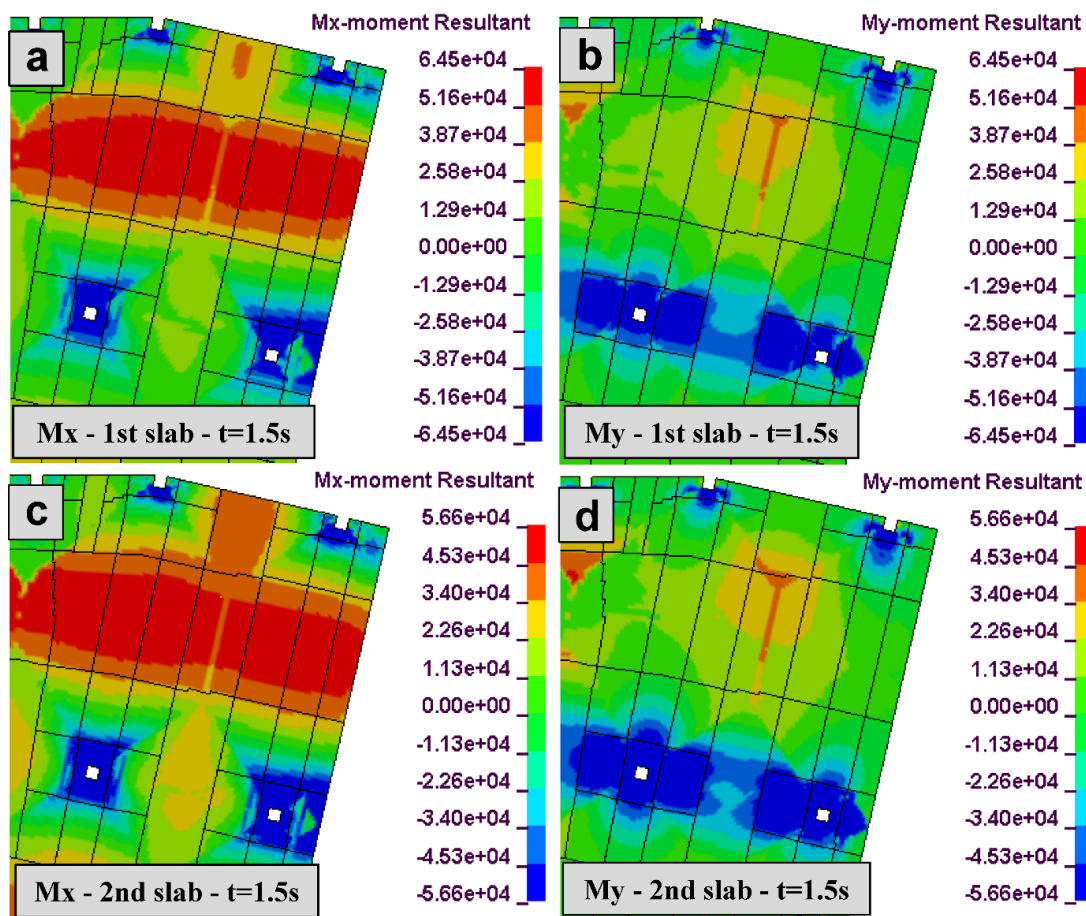 a
Mx-moment Resultant
6.45e+04
5.16e+04
3.87e+04
2.58e+04
1.29e+04
0.00e+00
-1.29e+04
-2.58e+04
-3.87e+04
-5.16e+04
-6.45e+04
Mx - 1st slab - t=1.5s
b
My-moment Resultant
6.45e+04
5.16e+04
3.87e+04
2.58e+04
1.29e+04
0.00e+00
-1.29e+04
-2.58e+04
-3.87e+04
-5.16e+04
-6.45e+04
My - 1st slab - t=1.5s
c
Mx-moment Resultant
5.66e+04
4.53e+04
3.40e+04
2.26e+04
1.13e+04
0.00e+00
-1.13e+04
-2.26e+04
-3.40e+04
-4.53e+04
-5.66e+04
Mx - 2nd slab - t=1.5s
d
My-moment Resultant
5.66e+04
4.53e+04
3.40e+04
2.26e+04
1.13e+04
0.00e+00
-1.13e+04
-2.26e+04
-3.40e+04
-4.53e+04
-5.66e+04
My - 2nd slab - t=1.5s